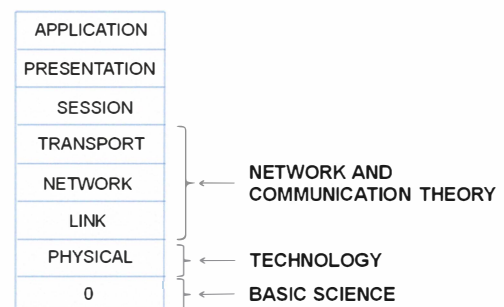 APPLICATION
PRESENTATION
SESSION
TRANSPORT
NETWORK
LINK
PHYSICAL
0
NETWORK AND
COMMUNICATION THEORY
TECHNOLOGY
BASIC SCIENCE